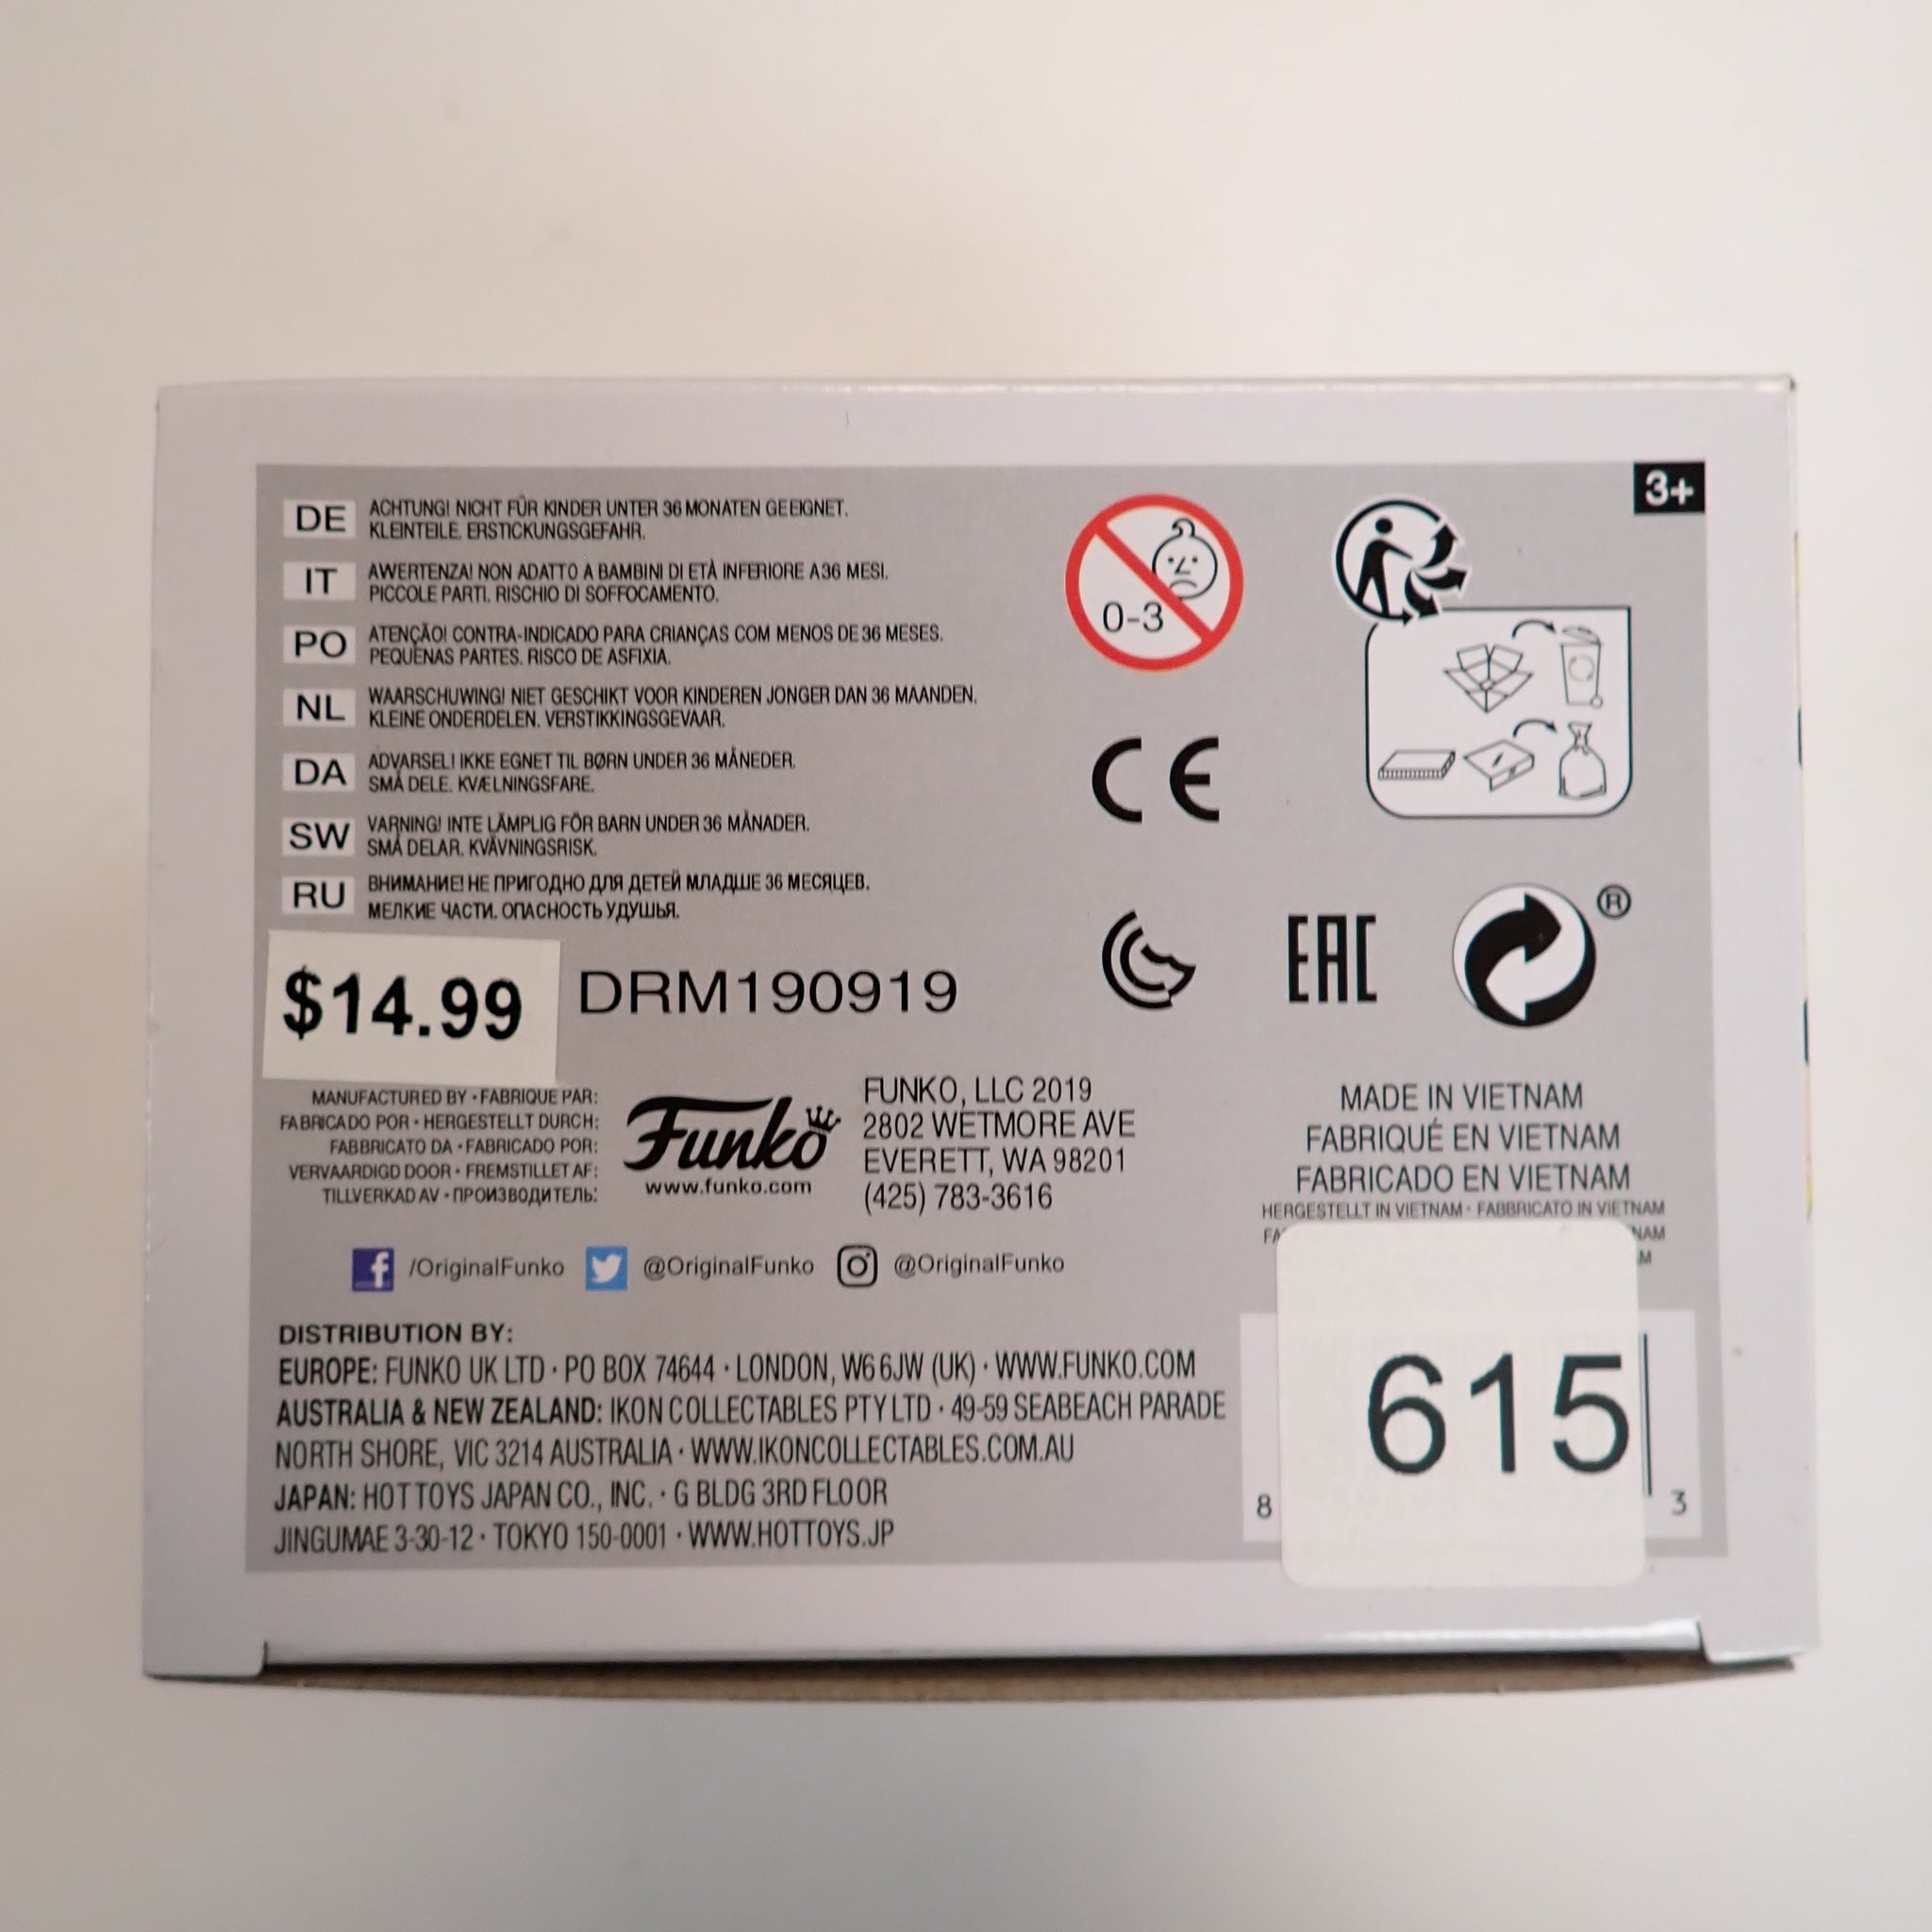 3+
DE
ACHTUNG! NICHT FÜR KINDER UNTER 36 MONATEN GEEIGNET.
KLEINTEILE. ERSTICKUNGSGEFAHR.
IT
AWERTENZA! NON ADATTO A BAMBINI DI ETÀ INFERIORE A 36 MESI.
PICCOLE PARTI. RISCHIO DI SOFFOCAMENTO.
PO
ATENÇÃO! CONTRA-INDICADO PARA CRIANÇAS COM MENOS DE 36 MESES.
PEQUENAS PARTES. RISCO DE ASFIXIA.
NL
WAARSCHUWING! NIET GESCHIKT VOOR KINDEREN JONGER DAN 36 MAANDEN.
KLEINE ONDERDELEN. VERSTIKKINGSGEVAAR.
DA
ADVARSEL! IKKE EGNET TIL BØRN UNDER 36 MÅNEDER.
SMÅ DELE. KVÆLNINGSFARE.
SW
VARNING! INTE LÄMPLIG FÖR BARN UNDER 36 MÅNADER.
SMÅ DELAR. KVÄVNINGSRISK.
RU
ВНИМАНИЕ! НЕ ПРИГОДНО ДЛЯ ДЕТЕЙ МЛАДШЕ 36 МЕСЯЦЕВ.
МЕЛКИЕ ЧАСТИ. ОПАСНОСТЬ УДУШЬЯ.
0-3
CE
EAC
®
$14.99
DRM190919
MANUFACTURED BY • FABRIQUE PAR:
FABRICADO POR • HERGESTELLT DURCH:
FABBRICATO DA • FABRICADO POR:
VERVAARDIGD DOOR • FREMSTILLET AF:
TILLVERKAD AV • ПРОИЗВОДИТЕЛЬ:
Funko
www.funko.com
FUNKO, LLC 2019
2802 WETMORE AVE
EVERETT, WA 98201
(425) 783-3616
MADE IN VIETNAM
FABRIQUÉ EN VIETNAM
FABRICADO EN VIETNAM
HERGESTELLT IN VIETNAM • FABBRICATO IN VIETNAM
/OriginalFunko @OriginalFunko @OriginalFunko
DISTRIBUTION BY:
EUROPE: FUNKO UK LTD • PO BOX 74644 • LONDON, W6 6JW (UK) • WWW.FUNKO.COM
AUSTRALIA & NEW ZEALAND: IKON COLLECTABLES PTY LTD • 49-59 SEABEACH PARADE
NORTH SHORE, VIC 3214 AUSTRALIA • WWW.IKONCOLLECTABLES.COM.AU
JAPAN: HOT TOYS JAPAN CO., INC. • G BLDG 3RD FLOOR
JINGUMAE 3-30-12 • TOKYO 150-0001 • WWW.HOTTOYS.JP
615
8 3